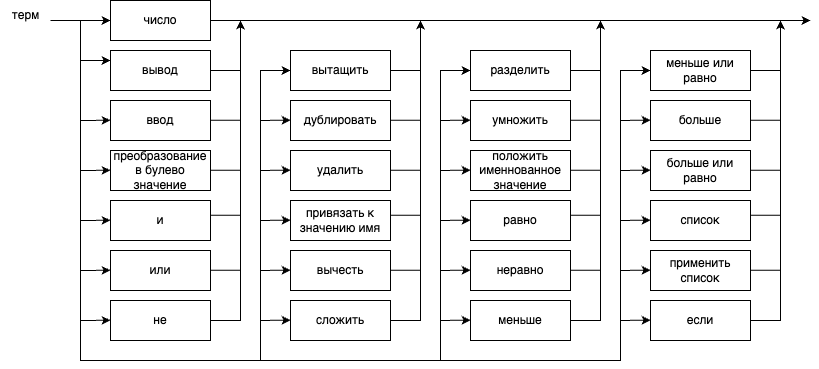 терм
число
вывод
ввод
преобразование
в булево
значение
и
или
не
вытащить
дублировать
удалить
привязать к
значению имя
вычесть
сложить
разделить
умножить
положить
именнованное
значение
равно
неравно
меньше
меньше или
равно
больше
больше или
равно
список
применить
список
если